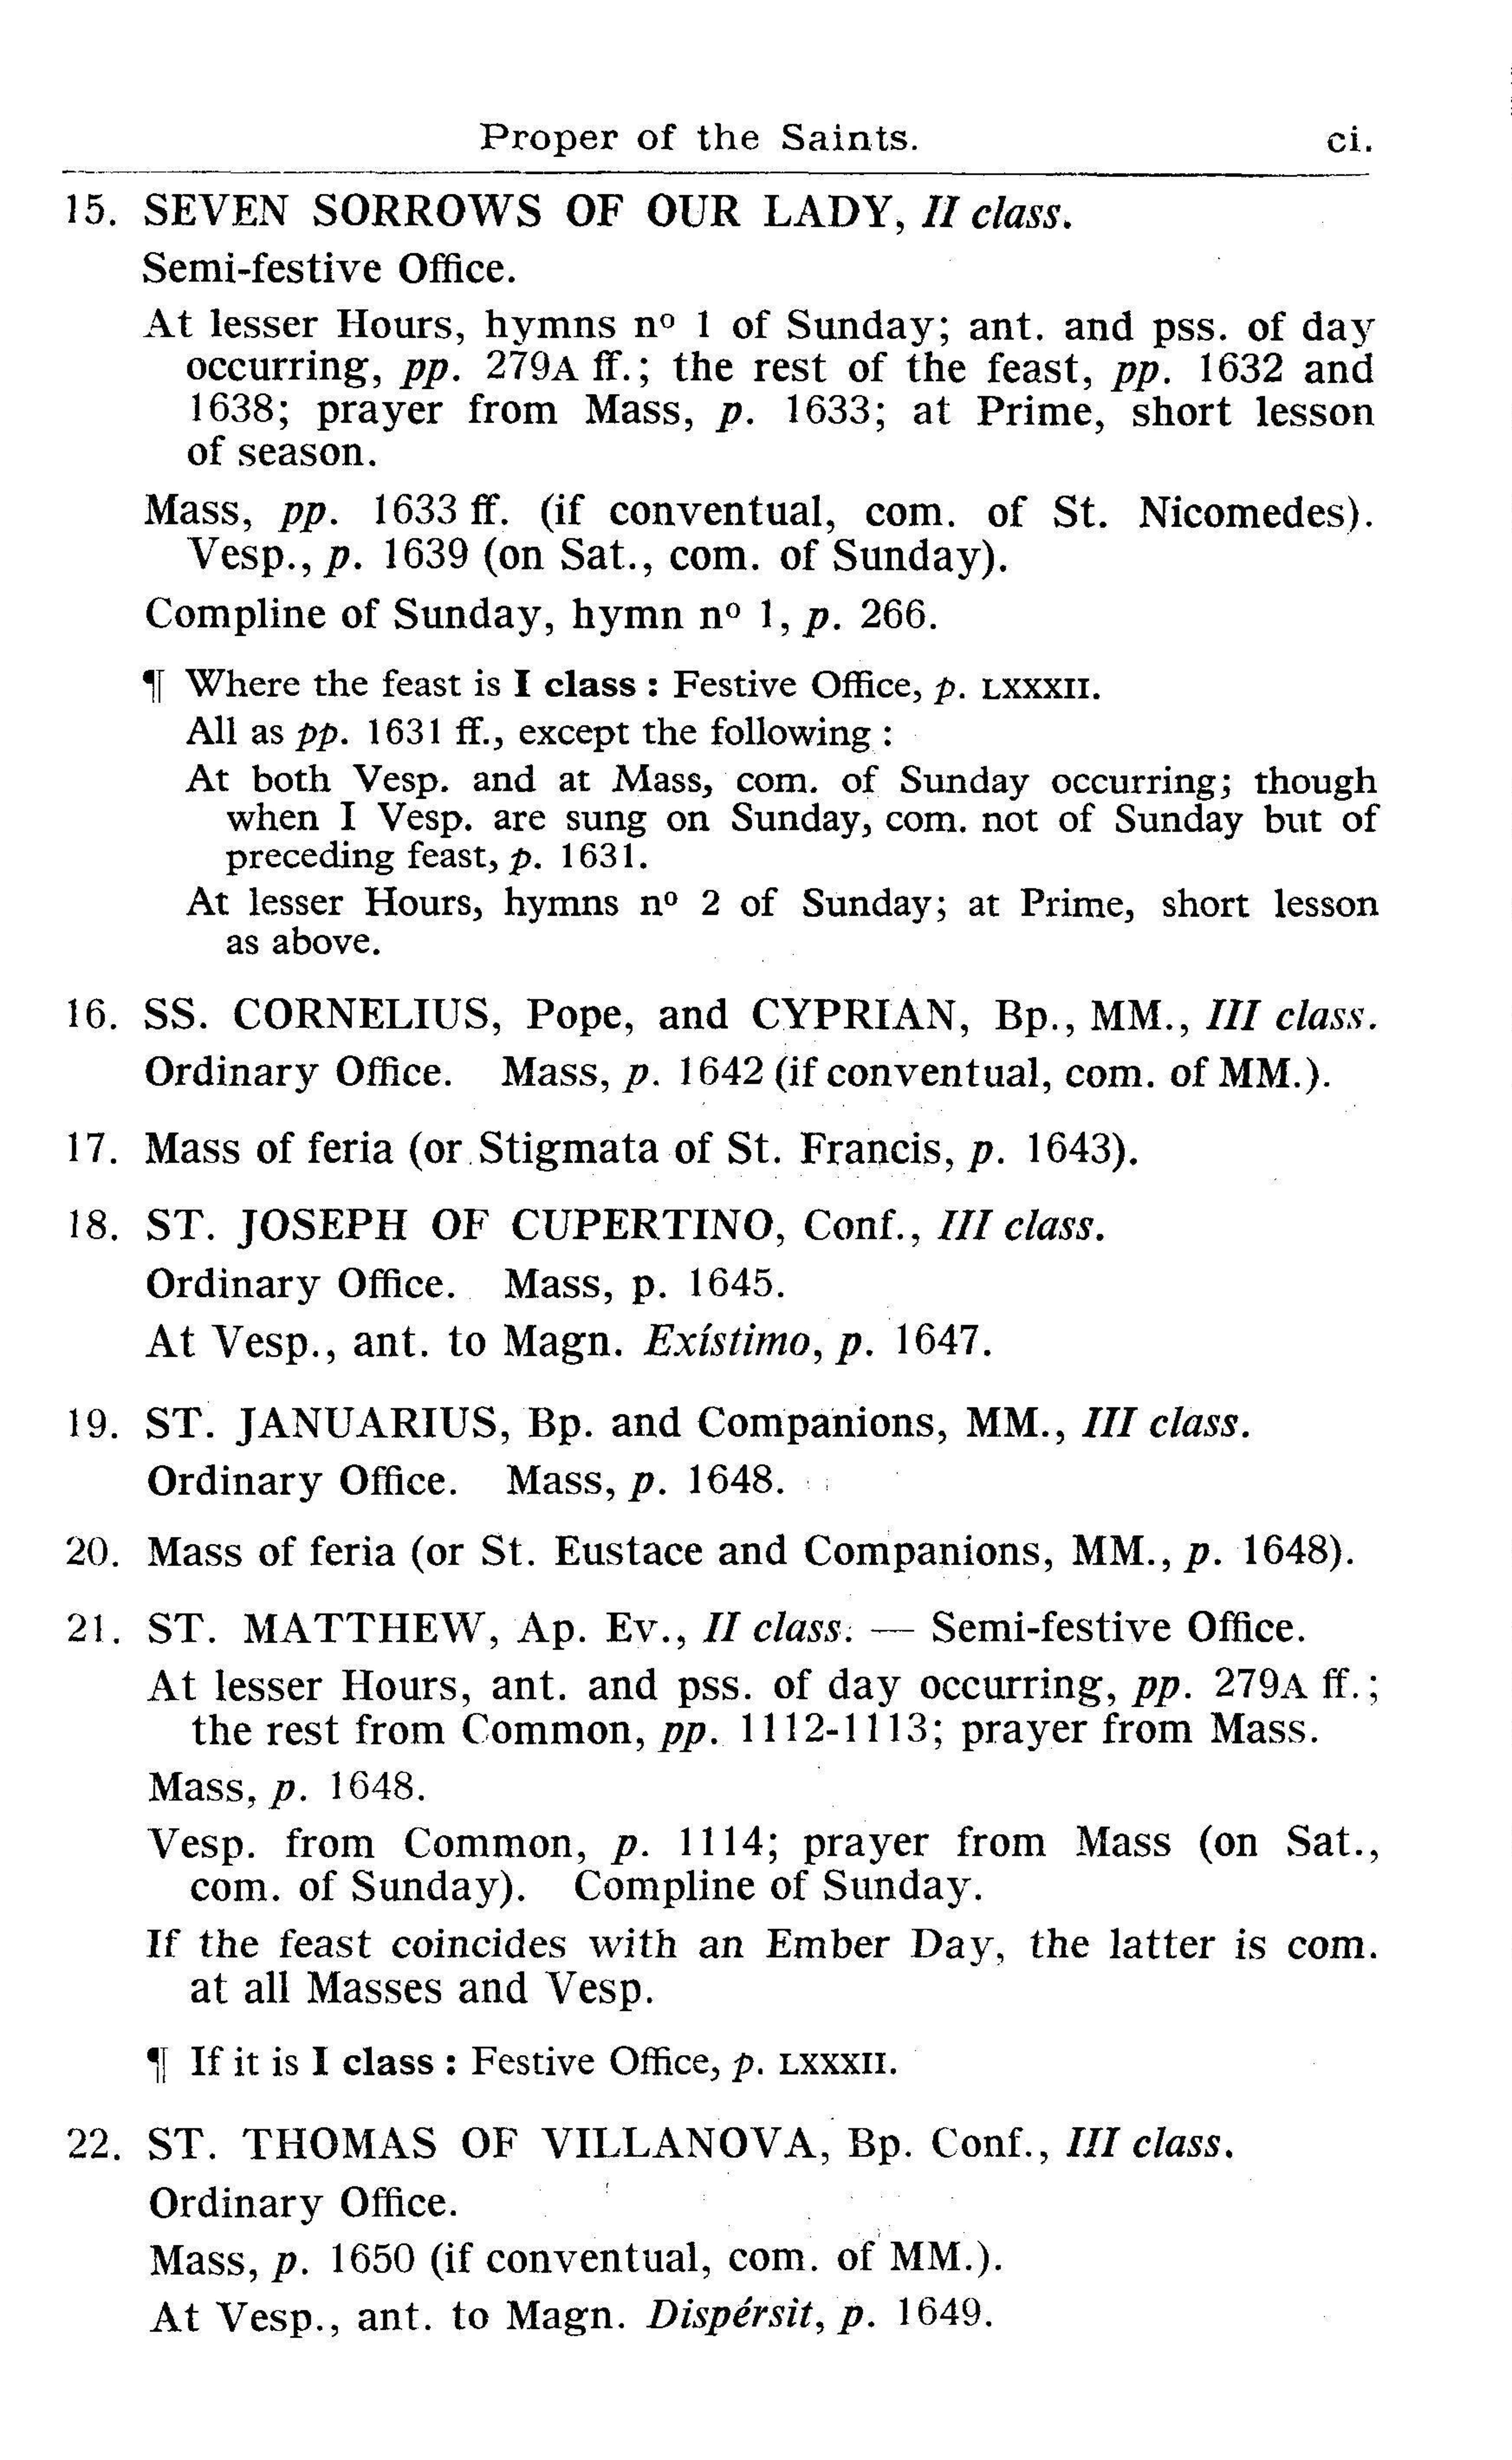 Proper of the Saints. ci.
15. SEVEN SORROWS OF OUR LADY, II class.
Semi-festive Office.
At lesser Hours, hymns nº 1 of Sunday; ant. and pss. of day
occurring, pp. 279A ff.; the rest of the feast, pp. 1632 and
1638; prayer from Mass, p. 1633; at Prime, short lesson
of season.
Mass, pp. 1633 ff. (if conventual, com. of St. Nicomedes).
Vesp., p. 1639 (on Sat., com. of Sunday).
Compline of Sunday, hymn nº 1, p. 266.
¶ Where the feast is I class : Festive Office, p. LXXXII.
All as pp. 1631 ff., except the following :
At both Vesp. and at Mass, com. of Sunday occurring; though
when I Vesp. are sung on Sunday, com. not of Sunday but of
preceding feast, p. 1631.
At lesser Hours, hymns nº 2 of Sunday; at Prime, short lesson
as above.
16. SS. CORNELIUS, Pope, and CYPRIAN, Bp., MM., III class.
Ordinary Office. Mass, p. 1642 (if conventual, com. of MM.).
17. Mass of feria (or Stigmata of St. Francis, p. 1643).
18. ST. JOSEPH OF CUPERTINO, Conf., III class.
Ordinary Office. Mass, p. 1645.
At Vesp., ant. to Magn. Exístimo, p. 1647.
19. ST. JANUARIUS, Bp. and Companions, MM., III class.
Ordinary Office. Mass, p. 1648.
20. Mass of feria (or St. Eustace and Companions, MM., p. 1648).
21. ST. MATTHEW, Ap. Ev., II class. — Semi-festive Office.
At lesser Hours, ant. and pss. of day occurring, pp. 279A ff.;
the rest from Common, pp. 1112-1113; prayer from Mass.
Mass, p. 1648.
Vesp. from Common, p. 1114; prayer from Mass (on Sat.,
com. of Sunday). Compline of Sunday.
If the feast coincides with an Ember Day, the latter is com.
at all Masses and Vesp.
¶ If it is I class : Festive Office, p. LXXXII.
22. ST. THOMAS OF VILLANOVA, Bp. Conf., III class.
Ordinary Office.
Mass, p. 1650 (if conventual, com. of MM.).
At Vesp., ant. to Magn. Dispérsit, p. 1649.